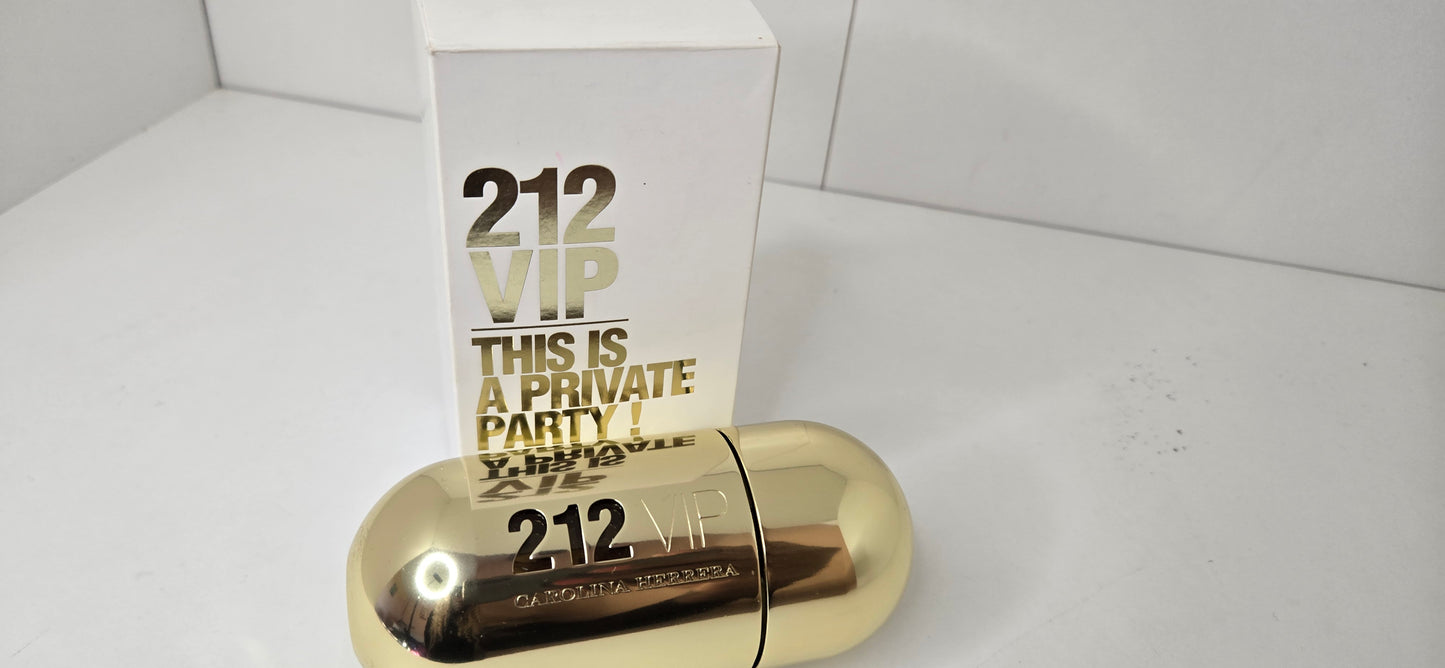 212
VIP
THIS IS
A PRIVATE
PARTY !
212 VIP
CAROLINA HERRERA